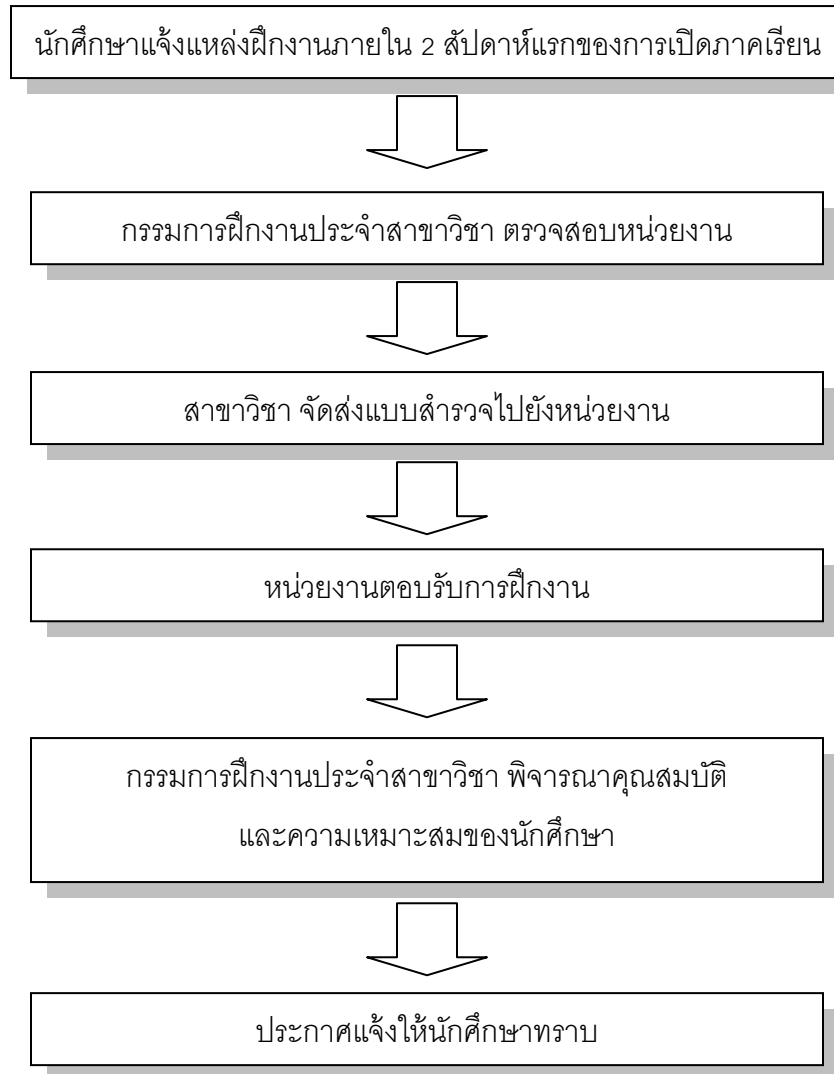 นักศึกษาแจ้งแหล่งฝึกงานภายใน 2 สัปดาห์แรกของการเปิดภาคเรียน
กรรมการฝึกงานประจำสาขาวิชา ตรวจสอบหน่วยงาน
สาขาวิชา จัดส่งแบบสำรวจไปยังหน่วยงาน
หน่วยงานตอบรับการฝึกงาน
กรรมการฝึกงานประจำสาขาวิชา พิจารณาคุณสมบัติ
และความเหมาะสมของนักศึกษา
ประกาศแจ้งให้นักศึกษาทราบ